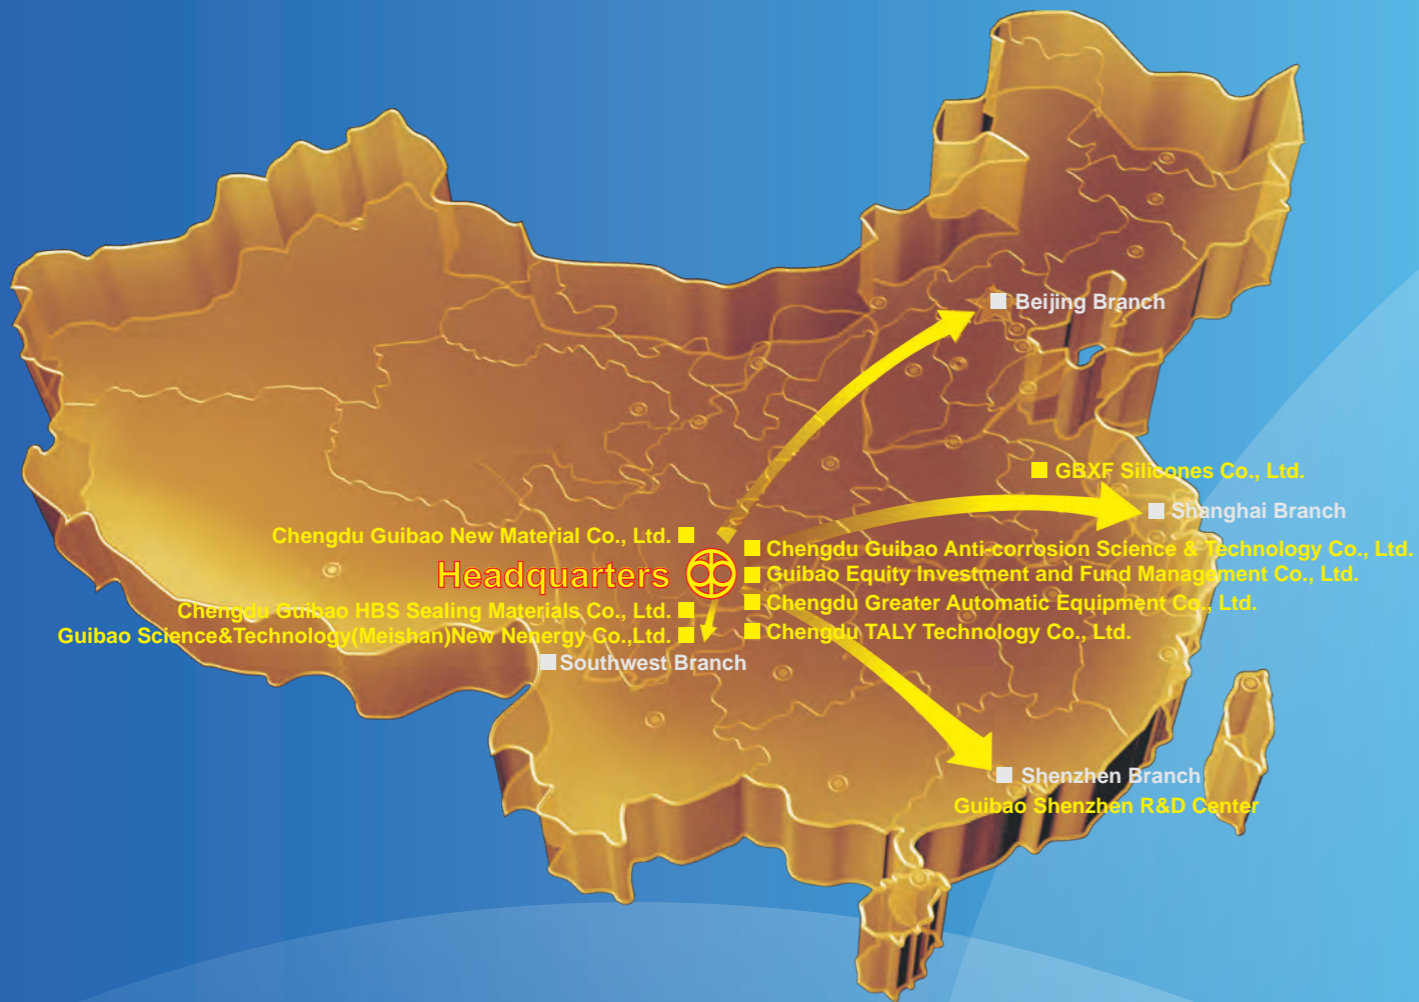 Beijing Branch
GBXF Silicones Co., Ltd.
Shanghai Branch
Chengdu Guibao New Material Co., Ltd.
Headquarters
Chengdu Guibao HBS Sealing Materials Co., Ltd.
Guibao Science&Technology(Meishan)New Nenergy Co.,Ltd.
Southwest Branch
Chengdu Guibao Anti-corrosion Science & Technology Co., Ltd.
Guibao Equity Investment and Fund Management Co., Ltd.
Chengdu Greater Automatic Equipment Co., Ltd.
Chengdu TALY Technology Co., Ltd.
Shenzhen Branch
Guibao Shenzhen R&D Center